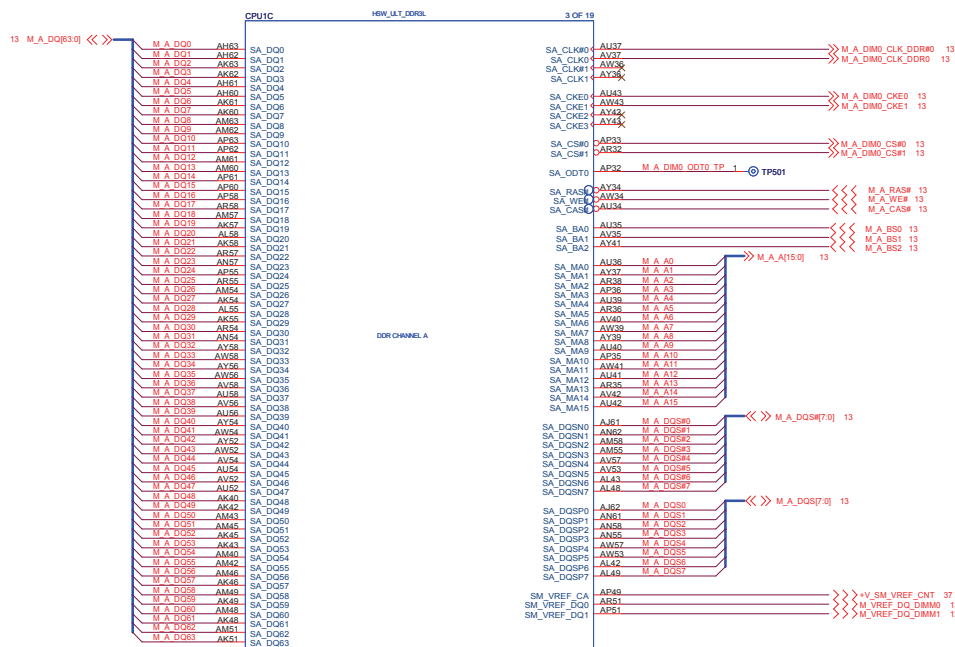 CPU1C HSW_ULT_DDR3L 3 OF 19
13 M_A_DQ[63:0]
M_A_DQ0 AH63 SA_DQ0
M_A_DQ1 AH62 SA_DQ1
M_A_DQ2 AK63 SA_DQ2
M_A_DQ3 AK62 SA_DQ3
M_A_DQ4 AH61 SA_DQ4
M_A_DQ5 AH60 SA_DQ5
M_A_DQ6 AK61 SA_DQ6
M_A_DQ7 AK60 SA_DQ7
M_A_DQ8 AM63 SA_DQ8
M_A_DQ9 AM62 SA_DQ9
M_A_DQ10 AP63 SA_DQ10
M_A_DQ11 AP62 SA_DQ11
M_A_DQ12 AM61 SA_DQ12
M_A_DQ13 AM60 SA_DQ13
M_A_DQ14 AP61 SA_DQ14
M_A_DQ15 AP60 SA_DQ15
M_A_DQ16 AP58 SA_DQ16
M_A_DQ17 AR58 SA_DQ17
M_A_DQ18 AM57 SA_DQ18
M_A_DQ19 AK57 SA_DQ19
M_A_DQ20 AL58 SA_DQ20
M_A_DQ21 AK58 SA_DQ21
M_A_DQ22 AR57 SA_DQ22
M_A_DQ23 AN57 SA_DQ23
M_A_DQ24 AP55 SA_DQ24
M_A_DQ25 AR55 SA_DQ25
M_A_DQ26 AM54 SA_DQ26
M_A_DQ27 AK54 SA_DQ27
M_A_DQ28 AL55 SA_DQ28
M_A_DQ29 AK55 SA_DQ29
M_A_DQ30 AR54 SA_DQ30
M_A_DQ31 AN54 SA_DQ31
M_A_DQ32 AY58 SA_DQ32
M_A_DQ33 AW58 SA_DQ33
M_A_DQ34 AY56 SA_DQ34
M_A_DQ35 AW56 SA_DQ35
M_A_DQ36 AV58 SA_DQ36
M_A_DQ37 AU58 SA_DQ37
M_A_DQ38 AV56 SA_DQ38
M_A_DQ39 AU56 SA_DQ39
M_A_DQ40 AY54 SA_DQ40
M_A_DQ41 AW54 SA_DQ41
M_A_DQ42 AY52 SA_DQ42
M_A_DQ43 AW52 SA_DQ43
M_A_DQ44 AV54 SA_DQ44
M_A_DQ45 AU54 SA_DQ45
M_A_DQ46 AV52 SA_DQ46
M_A_DQ47 AU52 SA_DQ47
M_A_DQ48 AK40 SA_DQ48
M_A_DQ49 AK42 SA_DQ49
M_A_DQ50 AM43 SA_DQ50
M_A_DQ51 AM45 SA_DQ51
M_A_DQ52 AK45 SA_DQ52
M_A_DQ53 AK43 SA_DQ53
M_A_DQ54 AM40 SA_DQ54
M_A_DQ55 AM42 SA_DQ55
M_A_DQ56 AM46 SA_DQ56
M_A_DQ57 AK46 SA_DQ57
M_A_DQ58 AM49 SA_DQ58
M_A_DQ59 AK49 SA_DQ59
M_A_DQ60 AM48 SA_DQ60
M_A_DQ61 AK48 SA_DQ61
M_A_DQ62 AM51 SA_DQ62
M_A_DQ63 AK51 SA_DQ63
DDR CHANNEL A
SA_CLK#0 AU37 M_A_DIM0_CLK_DDR#0 13
SA_CLK0 AV37 M_A_DIM0_CLK_DDR0 13
SA_CLK#1 AW36
SA_CLK1 AY36
SA_CKE0 AU43 M_A_DIM0_CKE0 13
SA_CKE1 AW43 M_A_DIM0_CKE1 13
SA_CKE2 AY42
SA_CKE3 AY43
SA_CS#0 AP33 M_A_DIM0_CS#0 13
SA_CS#1 AR32 M_A_DIM0_CS#1 13
SA_ODT0 AP32 M_A_DIM0_ODT0_TP 1 TP501
SA_RAS# AY34 M_A_RAS# 13
SA_WE# AW34 M_A_WE# 13
SA_CAS# AU34 M_A_CAS# 13
SA_BA0 AU35 M_A_BS0 13
SA_BA1 AV35 M_A_BS1 13
SA_BA2 AY41 M_A_BS2 13
M_A_A[15:0] 13
SA_MA0 AU36 M_A_A0
SA_MA1 AY37 M_A_A1
SA_MA2 AR38 M_A_A2
SA_MA3 AP36 M_A_A3
SA_MA4 AU39 M_A_A4
SA_MA5 AR36 M_A_A5
SA_MA6 AV40 M_A_A6
SA_MA7 AW39 M_A_A7
SA_MA8 AY39 M_A_A8
SA_MA9 AU40 M_A_A9
SA_MA10 AP35 M_A_A10
SA_MA11 AW41 M_A_A11
SA_MA12 AU41 M_A_A12
SA_MA13 AR35 M_A_A13
SA_MA14 AV42 M_A_A14
SA_MA15 AU42 M_A_A15
M_A_DQS#[7:0] 13
SA_DQSN0 AJ61 M_A_DQS#0
SA_DQSN1 AN62 M_A_DQS#1
SA_DQSN2 AM58 M_A_DQS#2
SA_DQSN3 AM55 M_A_DQS#3
SA_DQSN4 AV57 M_A_DQS#4
SA_DQSN5 AV53 M_A_DQS#5
SA_DQSN6 AL43 M_A_DQS#6
SA_DQSN7 AL48 M_A_DQS#7
M_A_DQS[7:0] 13
SA_DQSP0 AJ62 M_A_DQS0
SA_DQSP1 AN61 M_A_DQS1
SA_DQSP2 AN58 M_A_DQS2
SA_DQSP3 AN55 M_A_DQS3
SA_DQSP4 AW57 M_A_DQS4
SA_DQSP5 AW53 M_A_DQS5
SA_DQSP6 AL42 M_A_DQS6
SA_DQSP7 AL49 M_A_DQS7
SM_VREF_CA AP49 +V_SM_VREF_CNT 37
SM_VREF_DQ0 AR51 M_VREF_DQ_DIMM0 1
SM_VREF_DQ1 AP51 M_VREF_DQ_DIMM1 1